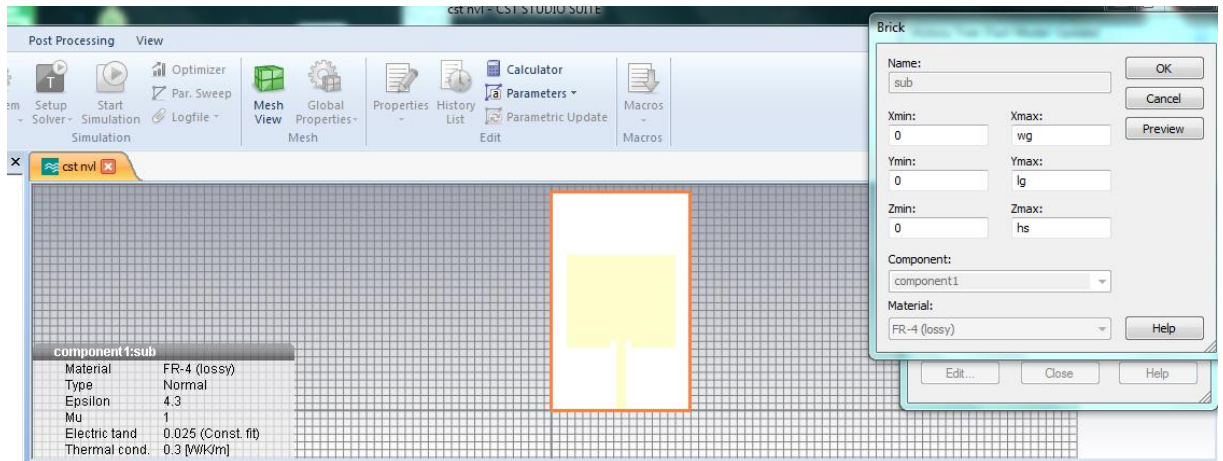 cst nvl - CST STUDIO SUITE
Post Processing View
Setup Solver
Start Simulation
Optimizer
Par. Sweep
Logfile
Simulation
Mesh View
Global Properties
Mesh
Properties
History List
Calculator
Parameters
Parametric Update
Edit
Macros
Macros
cst nvl
component1:sub
Material FR-4 (lossy)
Type Normal
Epsilon 4.3
Mu 1
Electric tand 0.025 (Const. fit)
Thermal cond. 0.3 [W/K/m]
Brick
Name:
sub
OK
Cancel
Preview
Xmin: Xmax:
0 wg
Ymin: Ymax:
0 lg
Zmin: Zmax:
0 hs
Component:
component1
Material:
FR-4 (lossy)
Help
Edit... Close Help